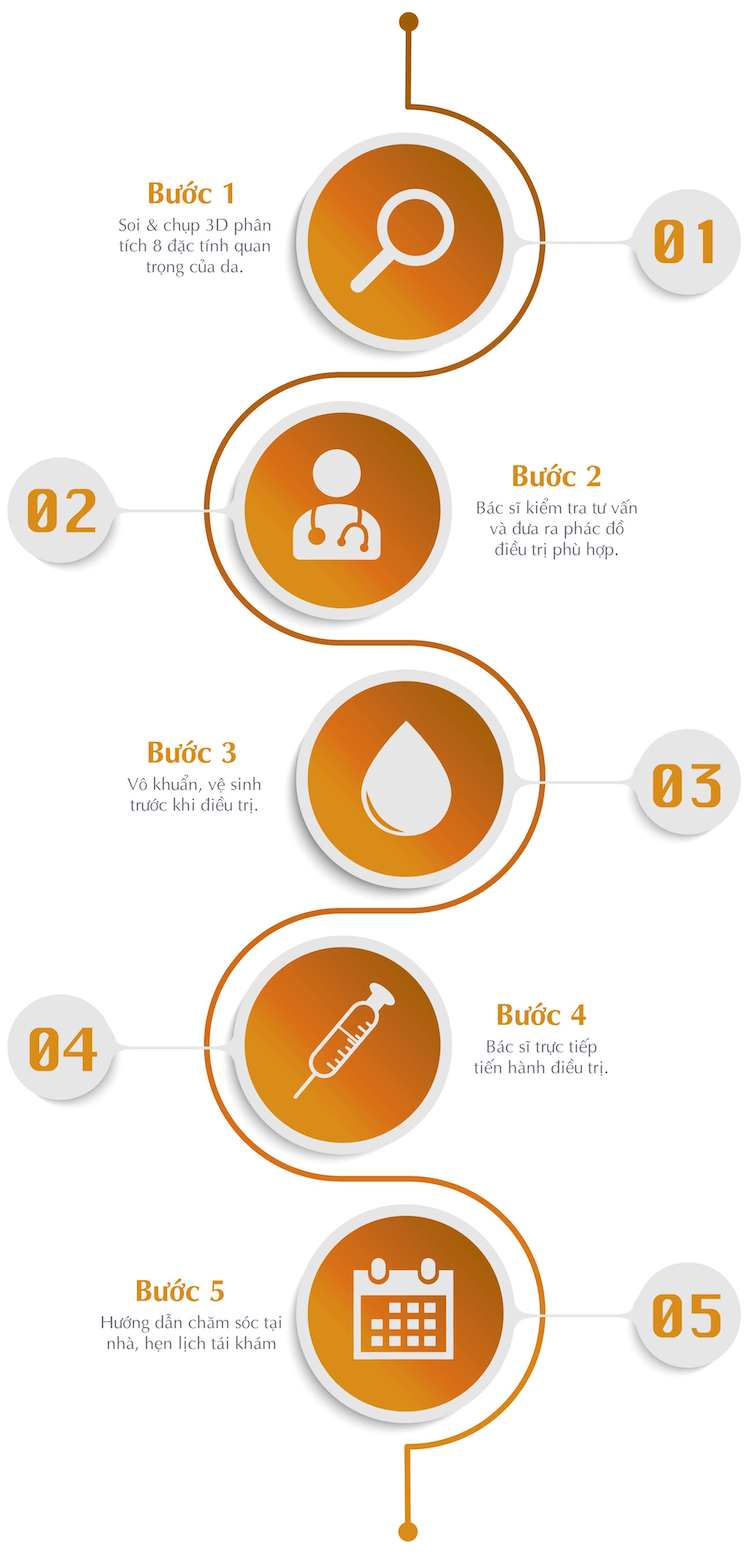 Bước 1
Soi & chụp 3D phân
tích 8 đặc tính quan
trọng của da.
01
02
Bước 2
Bác sĩ kiểm tra tư vấn
và đưa ra phác đồ
điều trị phù hợp.
Bước 3
Vô khuẩn, vệ sinh
trước khi điều trị.
03
04
Bước 4
Bác sĩ trực tiếp
tiến hành điều trị.
Bước 5
Hướng dẫn chăm sóc tại
nhà, hẹn lịch tái khám
05